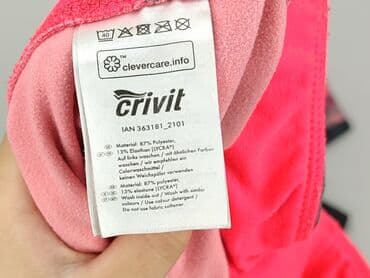 40
clevercare.info
crivit
IAN 363181_2101
Material: 87% Polyester,
13% Elasthan (LYCRA®)
Auf links waschen / mit ähnlichen Farben
waschen / wir empfehlen ein
Colorwaschmittel /
keinen Weichspüler verwenden
Material: 87% polyester,
13% elastane (LYCRA®)
Wash inside out / Wash with similar
colours / Use colour detergent /
Do not use fabric softener